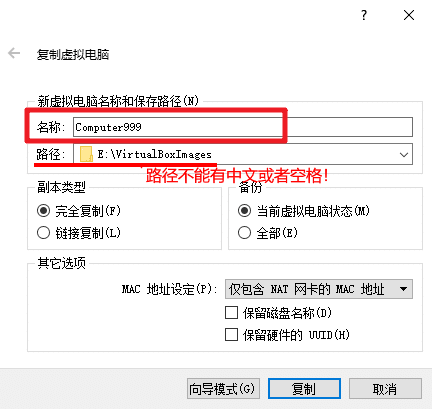 ?
复制虚拟电脑
新虚拟电脑名称和保存路径(N)
名称: Computer999
路径: E:\VirtualBoxImages
路径不能有中文或者空格!
副本类型
完全复制(F)
链接复制(L)
备份
当前虚拟电脑状态(M)
全部(E)
其它选项
MAC 地址设定(P): 仅包含 NAT 网卡的 MAC 地址
保留磁盘名称(D)
保留硬件的 UUID(H)
向导模式(G) 复制 取消